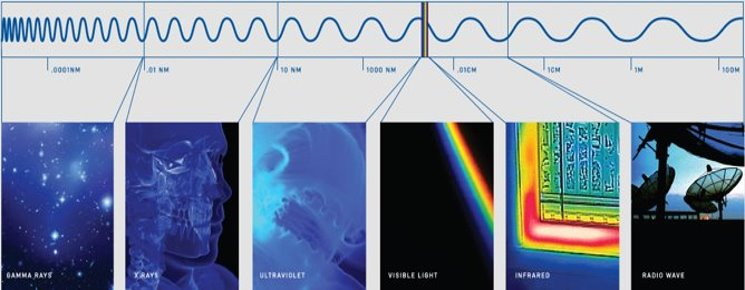 .0001NM
.01 NM
10 NM
1000 NM
.01CM
1CM
1M
100M
GAMMA RAYS
X RAYS
ULTRAVIOLET
VISIBLE LIGHT
INFRARED
RADIO WAVE